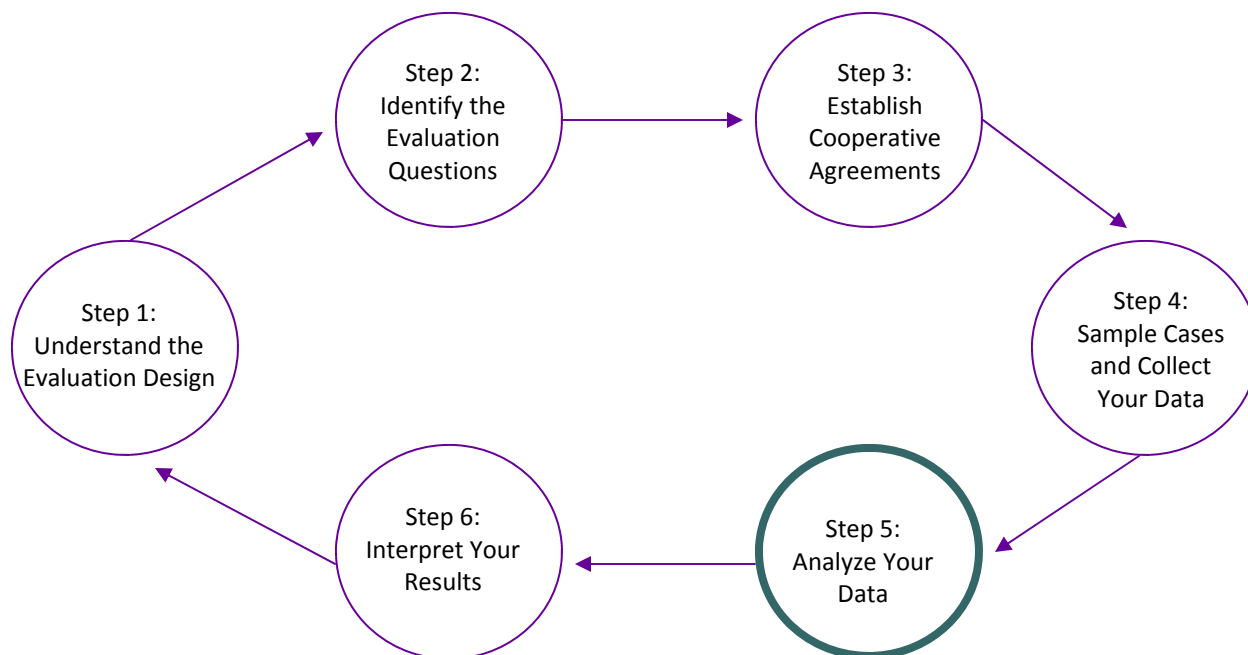 Step 1:
Understand the
Evaluation Design
Step 2:
Identify the
Evaluation
Questions
Step 3:
Establish
Cooperative
Agreements
Step 4:
Sample Cases
and Collect
Your Data
Step 5:
Analyze Your
Data
Step 6:
Interpret Your
Results